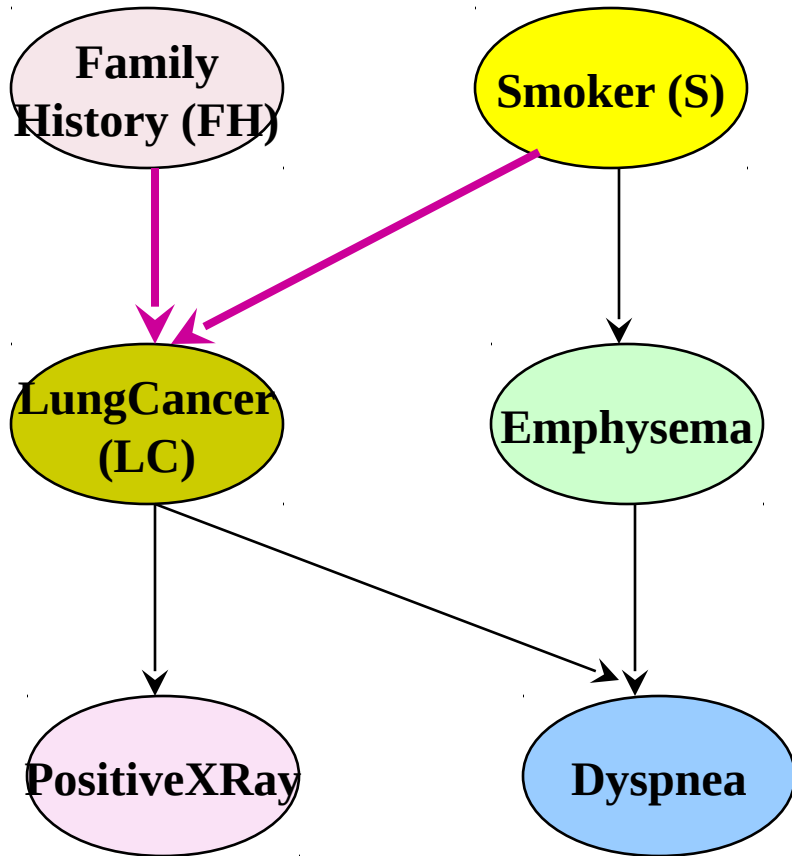 Family
History (FH)
Smoker (S)
LungCancer
(LC)
Emphysema
PositiveXRay
Dyspnea